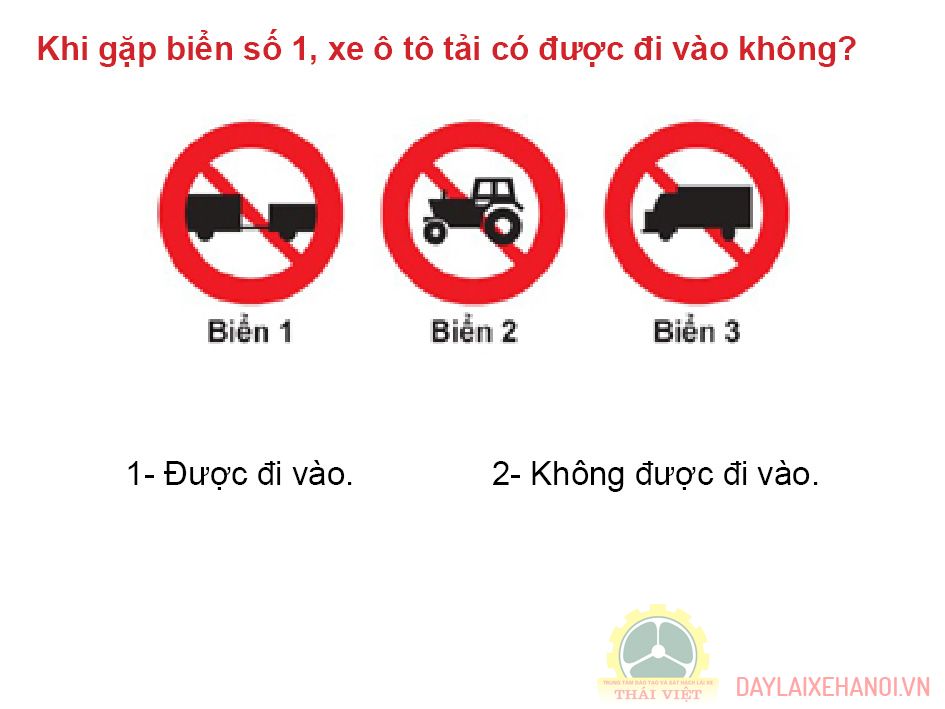 Khi gặp biển số 1, xe ô tô tải có được đi vào không?
Biển 1 Biển 2 Biển 3
1- Được đi vào. 2- Không được đi vào.
TRUNG TÂM ĐÀO TẠO VÀ SÁT HẠCH LÁI XE
THÁI VIỆT
DAYLAIXEHANOI.VN